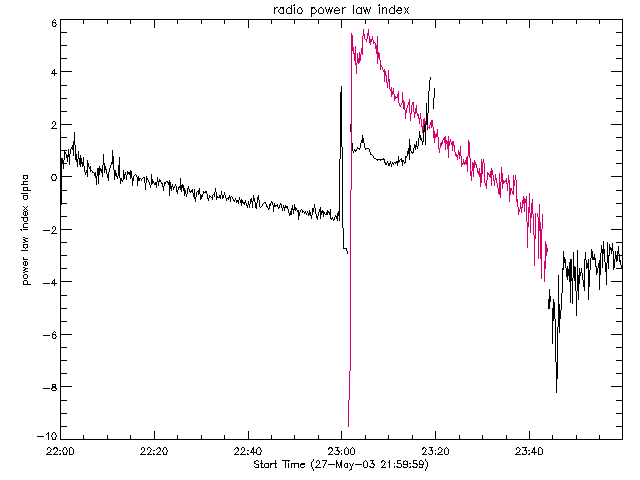 radio power law index
6
4
2
0
-2
-4
-6
-8
-10
power law index alpha
22:00 22:20 22:40 23:00 23:20 23:40
Start Time (27-May-03 21:59:59)